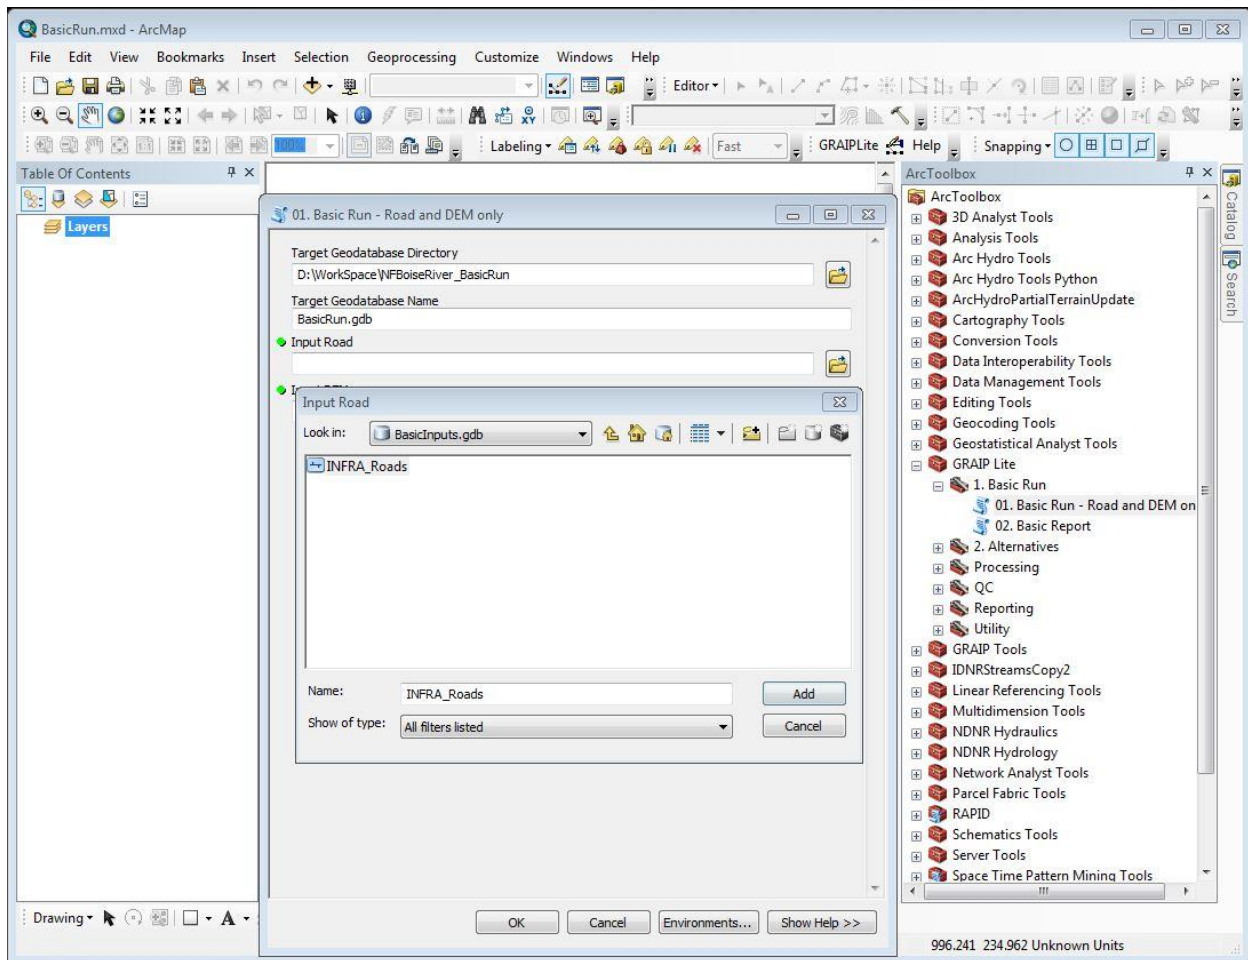 BasicRun.mxd - ArcMap
File Edit View Bookmarks Insert Selection Geoprocessing Customize Windows Help
Editor
100% Labeling Fast GRAIPLite Help Snapping
Table Of Contents
Layers
01. Basic Run - Road and DEM only
Target Geodatabase Directory
D:\WorkSpace\NFBoiseRiver_BasicRun
Target Geodatabase Name
BasicRun.gdb
Input Road
Input Road
Look in: BasicInputs.gdb
INFRA_Roads
Name: INFRA_Roads Add
Show of type: All filters listed Cancel
OK Cancel Environments... Show Help >>
Drawing A
ArcToolbox
ArcToolbox
3D Analyst Tools
Analysis Tools
Arc Hydro Tools
Arc Hydro Tools Python
ArcHydroPartialTerrainUpdate
Cartography Tools
Conversion Tools
Data Interoperability Tools
Data Management Tools
Editing Tools
Geocoding Tools
Geostatistical Analyst Tools
GRAIP Lite
1. Basic Run
01. Basic Run - Road and DEM on
02. Basic Report
2. Alternatives
Processing
QC
Reporting
Utility
GRAIP Tools
IDNRStreamsCopy2
Linear Referencing Tools
Multidimension Tools
NDNR Hydraulics
NDNR Hydrology
Network Analyst Tools
Parcel Fabric Tools
RAPID
Schematics Tools
Server Tools
Space Time Pattern Mining Tools
Catalog
Search
996.241 234.962 Unknown Units